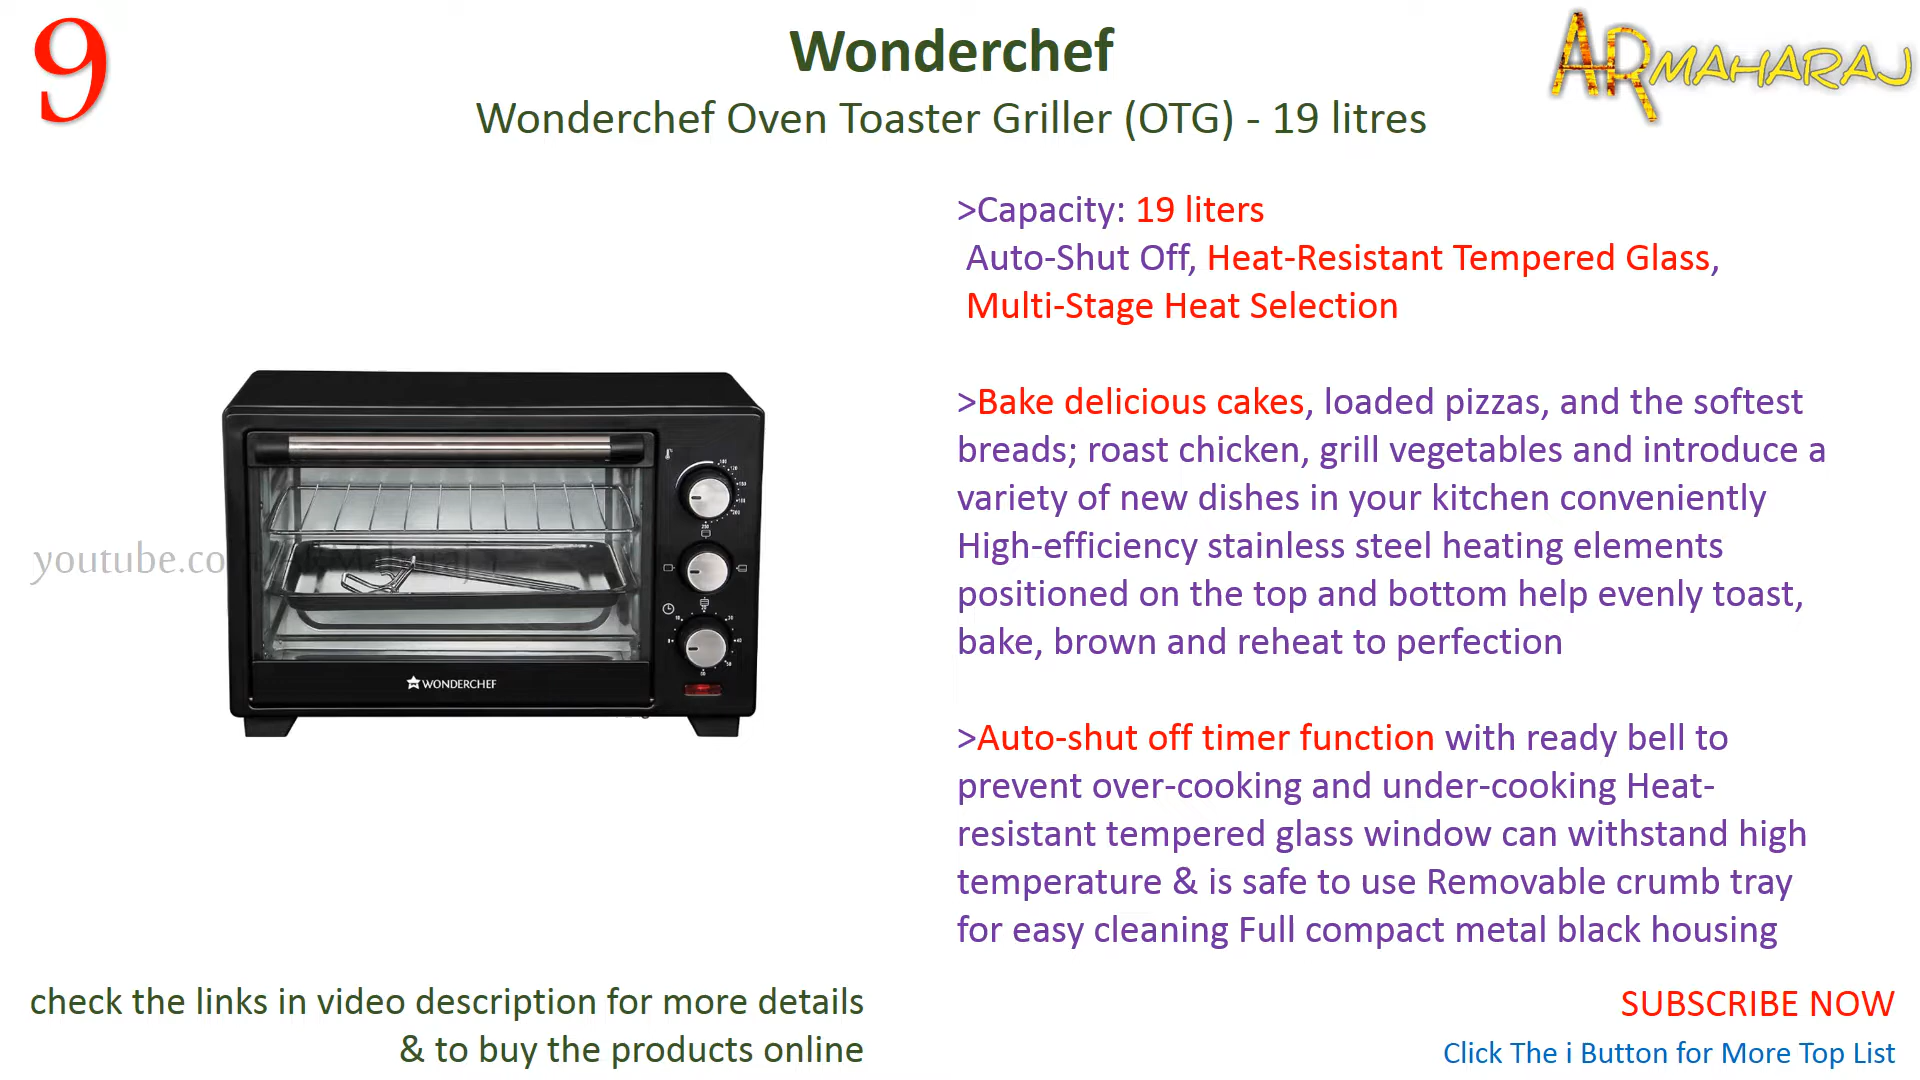 9
Wonderchef
AR MAHARAJ
Wonderchef Oven Toaster Griller (OTG) - 19 litres
>Capacity: 19 liters
Auto-Shut Off, Heat-Resistant Tempered Glass,
Multi-Stage Heat Selection
>Bake delicious cakes, loaded pizzas, and the softest
breads; roast chicken, grill vegetables and introduce a
variety of new dishes in your kitchen conveniently
High-efficiency stainless steel heating elements
positioned on the top and bottom help evenly toast,
bake, brown and reheat to perfection
>Auto-shut off timer function with ready bell to
prevent over-cooking and under-cooking Heat-
resistant tempered glass window can withstand high
temperature & is safe to use Removable crumb tray
for easy cleaning Full compact metal black housing
youtube.co
WONDERCHEF
check the links in video description for more details
& to buy the products online
SUBSCRIBE NOW
Click The i Button for More Top List